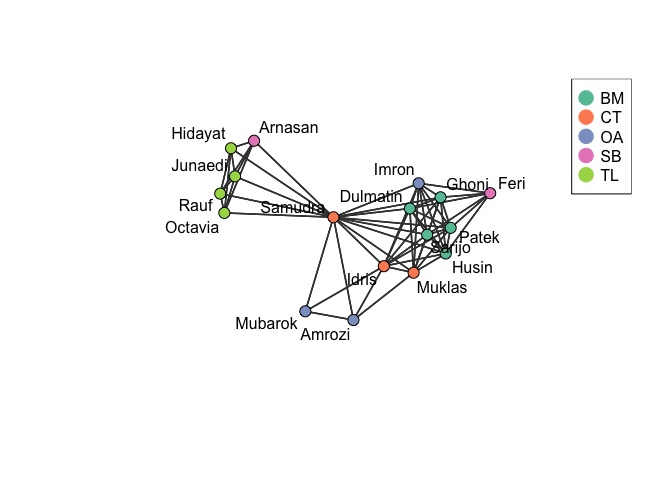 BM
CT
OA
SB
TL
Hidayat
Arnasan
Junaedi
Imron
Ghoni
Feri
Dulmatin
Rauf
Samudra
Octavia
Patek
Sarijo
Husin
Idris
Muklas
Mubarok
Amrozi